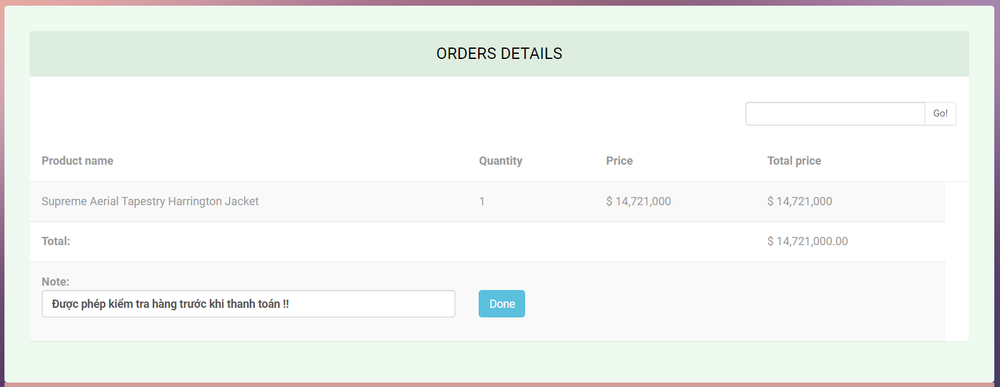 ORDERS DETAILS
Go!
Product name Quantity Price Total price
Supreme Aerial Tapestry Harrington Jacket 1 $ 14,721,000 $ 14,721,000
Total: $ 14,721,000.00
Note:
Được phép kiểm tra hàng trước khi thanh toán !! Done